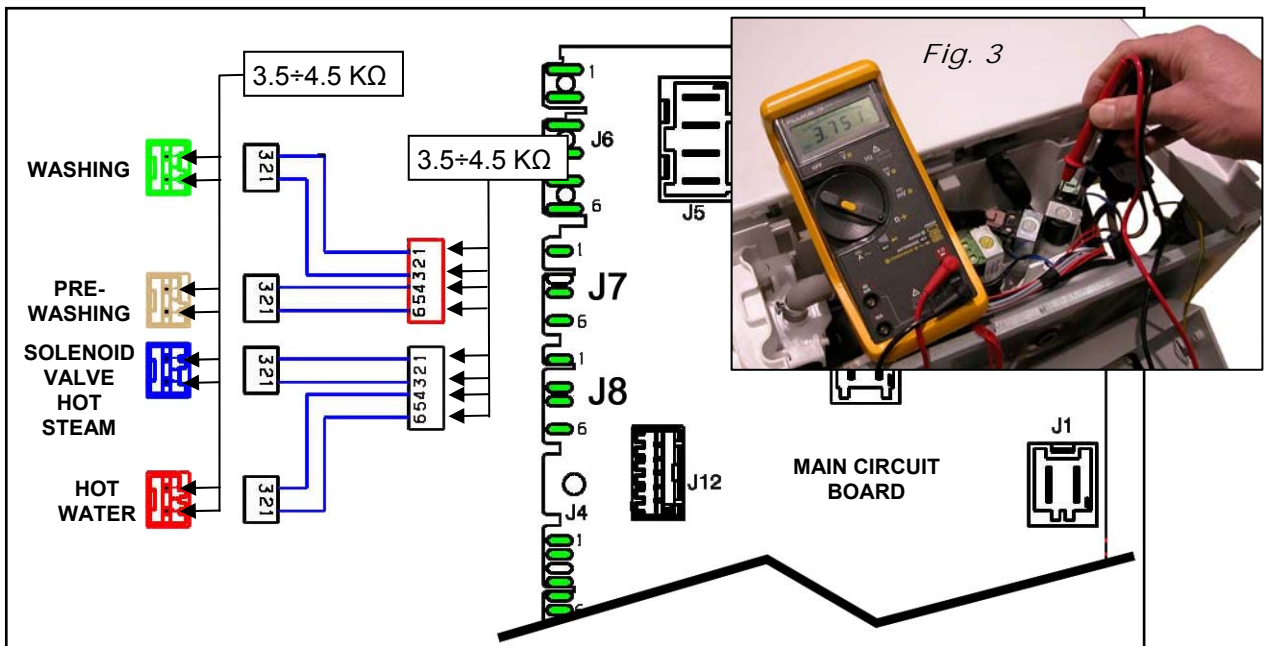 3.5÷4.5 KΩ
3.5÷4.5 KΩ
Fig. 3
3.757
OFF
WASHING
PRE-
WASHING
SOLENOID
VALVE
HOT
STEAM
HOT
WATER
321
321
321
321
654321
654321
1
J6
6
1
J7
6
1
J8
6
J4
1
6
J5
J12
J1
MAIN CIRCUIT
BOARD